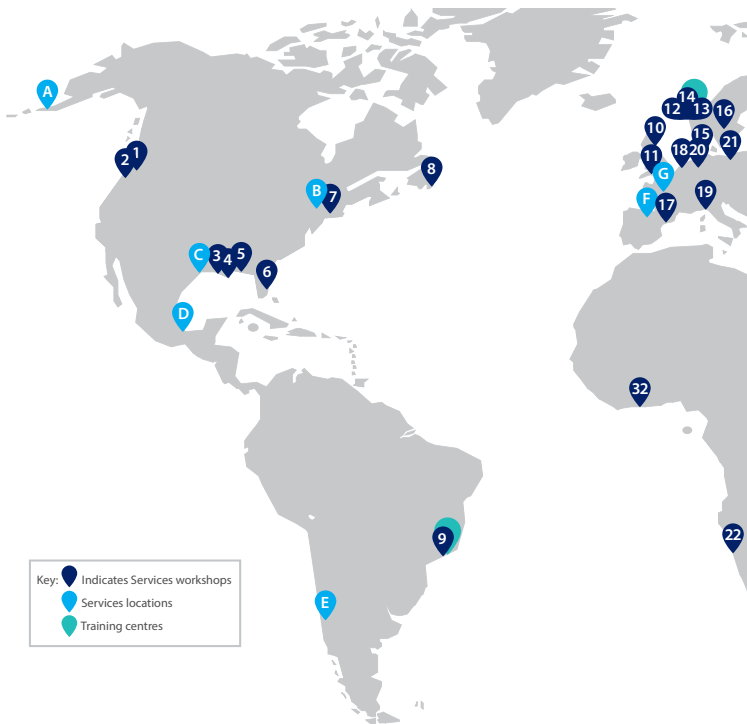 A
14
12
13
16
10
15
21
1
2
18
20
11
8
G
B
7
19
F
17
C
3
4
5
6
D
32
9
22
Key:
Indicates Services workshops
E
Services locations
Training centres